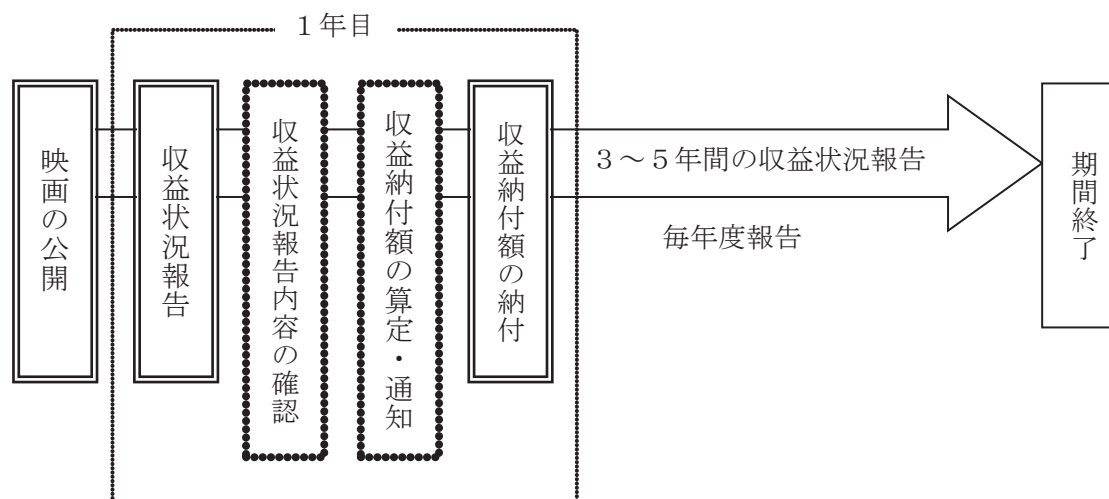 １年目
映画の公開
収益状況報告
収益状況報告内容の確認
収益納付額の算定・通知
収益納付額の納付
３～５年間の収益状況報告
毎年度報告
期間終了